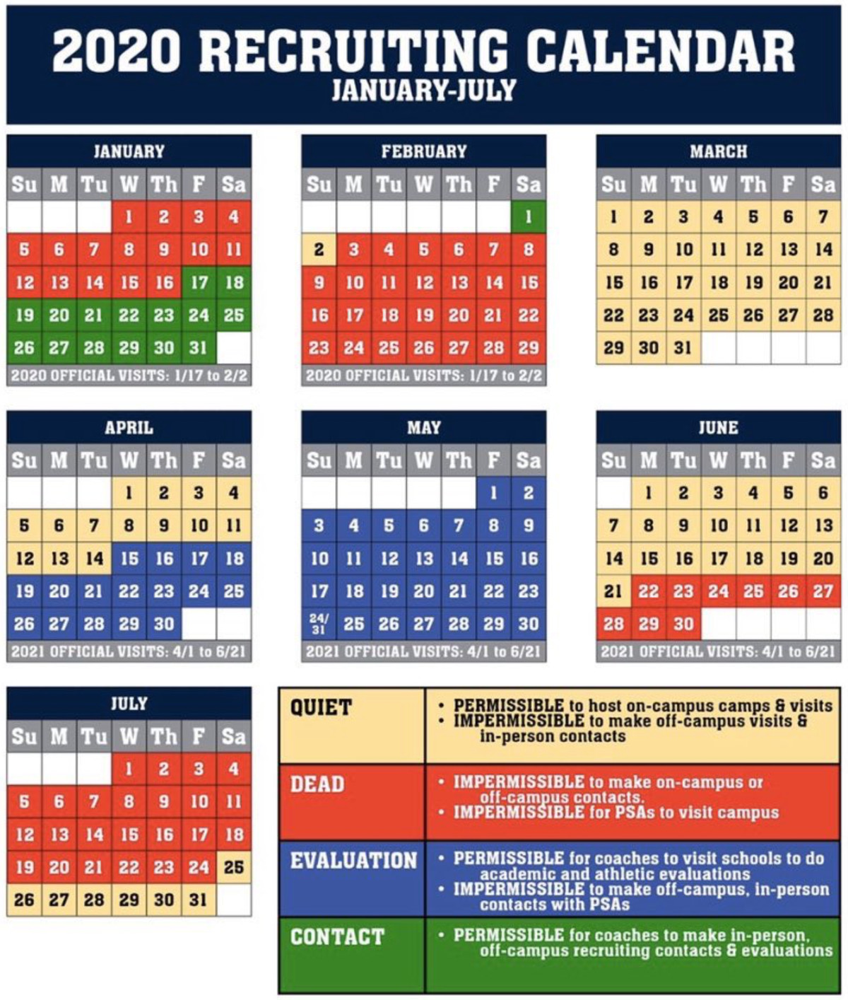 2020 RECRUITING CALENDAR
JANUARY-JULY
JANUARY
Su M Tu W Th F Sa
1 2 3 4
5 6 7 8 9 10 11
12 13 14 15 16 17 18
19 20 21 22 23 24 25
26 27 28 29 30 31
2020 OFFICIAL VISITS: 1/17 to 2/2
FEBRUARY
Su M Tu W Th F Sa
1
2 3 4 5 6 7 8
9 10 11 12 13 14 15
16 17 18 19 20 21 22
23 24 25 26 27 28 29
2020 OFFICIAL VISITS: 1/17 to 2/2
MARCH
Su M Tu W Th F Sa
1 2 3 4 5 6 7
8 9 10 11 12 13 14
15 16 17 18 19 20 21
22 23 24 25 26 27 28
29 30 31
APRIL
Su M Tu W Th F Sa
1 2 3 4
5 6 7 8 9 10 11
12 13 14 15 16 17 18
19 20 21 22 23 24 25
26 27 28 29 30
2021 OFFICIAL VISITS: 4/1 to 6/21
MAY
Su M Tu W Th F Sa
1 2
3 4 5 6 7 8 9
10 11 12 13 14 15 16
17 18 19 20 21 22 23
24/31 25 26 27 28 29 30
2021 OFFICIAL VISITS: 4/1 to 6/21
JUNE
Su M Tu W Th F Sa
1 2 3 4 5 6
7 8 9 10 11 12 13
14 15 16 17 18 19 20
21 22 23 24 25 26 27
28 29 30
2021 OFFICIAL VISITS: 4/1 to 6/21
JULY
Su M Tu W Th F Sa
1 2 3 4
5 6 7 8 9 10 11
12 13 14 15 16 17 18
19 20 21 22 23 24 25
26 27 28 29 30 31
QUIET
• PERMISSIBLE to host on-campus camps & visits
• IMPERMISSIBLE to make off-campus visits &
in-person contacts
DEAD
• IMPERMISSIBLE to make on-campus or
off-campus contacts.
• IMPERMISSIBLE for PSAs to visit campus
EVALUATION
• PERMISSIBLE for coaches to visit schools to do
academic and athletic evaluations
• IMPERMISSIBLE to make off-campus, in-person
contacts with PSAs
CONTACT
• PERMISSIBLE for coaches to make in-person,
off-campus recruiting contacts & evaluations